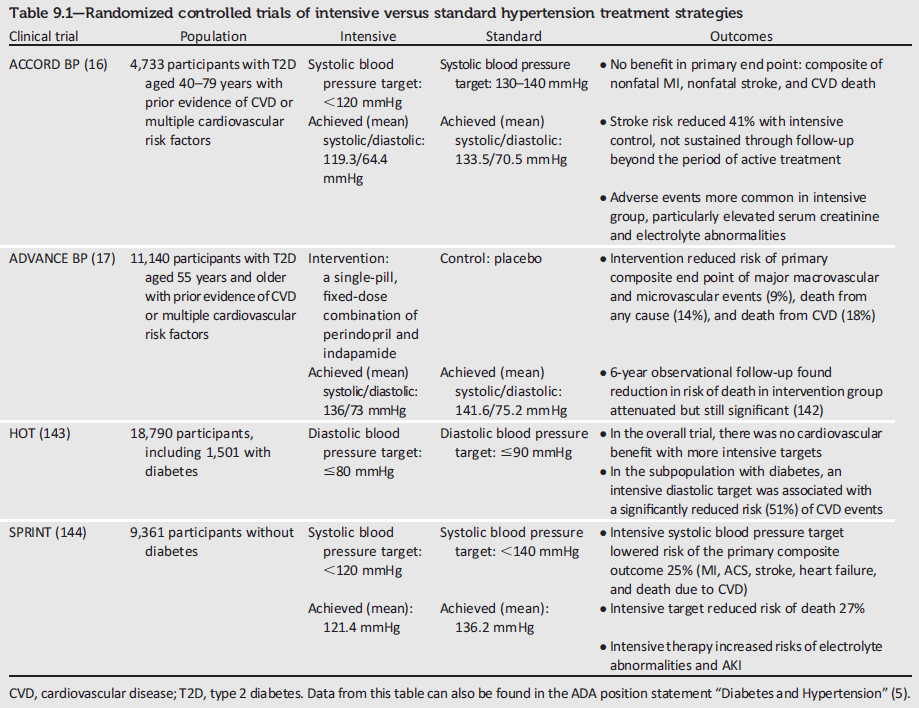 Table 9.1—Randomized controlled trials of intensive versus standard hypertension treatment strategies
Clinical trial Population Intensive Standard Outcomes
ACCORD BP (16)
4,733 participants with T2D
aged 40–79 years with
prior evidence of CVD or
multiple cardiovascular
risk factors
Systolic blood
pressure target:
<120 mmHg
Achieved (mean)
systolic/diastolic:
119.3/64.4
mmHg
Systolic blood pressure
target: 130–140 mmHg
Achieved (mean)
systolic/diastolic:
133.5/70.5 mmHg
● No benefit in primary end point: composite of
nonfatal MI, nonfatal stroke, and CVD death
● Stroke risk reduced 41% with intensive
control, not sustained through follow-up
beyond the period of active treatment
● Adverse events more common in intensive
group, particularly elevated serum creatinine
and electrolyte abnormalities
ADVANCE BP (17)
11,140 participants with T2D
aged 55 years and older
with prior evidence of CVD
or multiple cardiovascular
risk factors
Intervention:
a single-pill,
fixed-dose
combination of
perindopril and
indapamide
Achieved (mean)
systolic/diastolic:
136/73 mmHg
Control: placebo
Achieved (mean)
systolic/diastolic:
141.6/75.2 mmHg
● Intervention reduced risk of primary
composite end point of major macrovascular
and microvascular events (9%), death from
any cause (14%), and death from CVD (18%)
● 6-year observational follow-up found
reduction in risk of death in intervention group
attenuated but still significant (142)
HOT (143)
18,790 participants,
including 1,501 with
diabetes
Diastolic blood
pressure target:
≤80 mmHg
Diastolic blood pressure
target: ≤90 mmHg
● In the overall trial, there was no cardiovascular
benefit with more intensive targets
● In the subpopulation with diabetes, an
intensive diastolic target was associated with
a significantly reduced risk (51%) of CVD events
SPRINT (144)
9,361 participants without
diabetes
Systolic blood
pressure target:
<120 mmHg
Achieved (mean):
121.4 mmHg
Systolic blood pressure
target: <140 mmHg
Achieved (mean):
136.2 mmHg
● Intensive systolic blood pressure target
lowered risk of the primary composite
outcome 25% (MI, ACS, stroke, heart failure,
and death due to CVD)
● Intensive target reduced risk of death 27%
● Intensive therapy increased risks of electrolyte
abnormalities and AKI
CVD, cardiovascular disease; T2D, type 2 diabetes. Data from this table can also be found in the ADA position statement “Diabetes and Hypertension” (5).